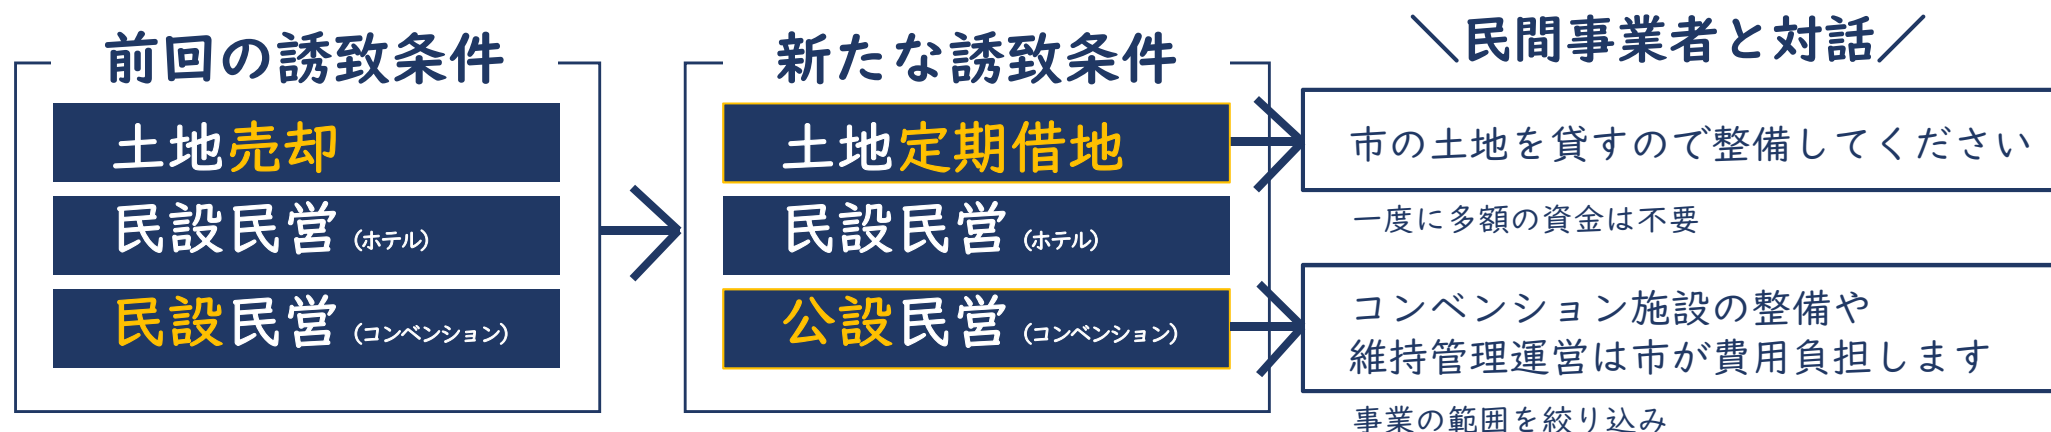 前回の誘致条件
土地売却
民設民営（ホテル）
民設民営（コンベンション）
新たな誘致条件
土地定期借地
民設民営（ホテル）
公設民営（コンベンション）
＼民間事業者と対話／
市の土地を貸すので整備してください
一度に多額の資金は不要
コンベンション施設の整備や
維持管理運営は市が費用負担します
事業の範囲を絞り込み